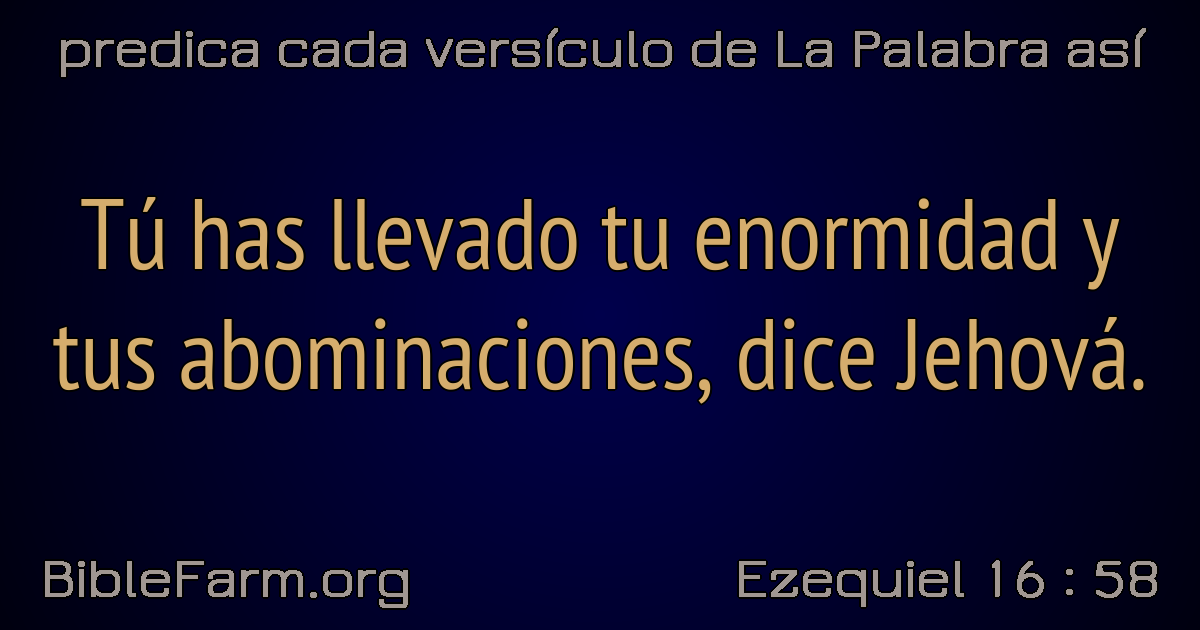 predica cada versículo de La Palabra así
Tú has llevado tu enormidad y
tus abominaciones, dice Jehová.
BibleFarm.org
Ezequiel 16 : 58